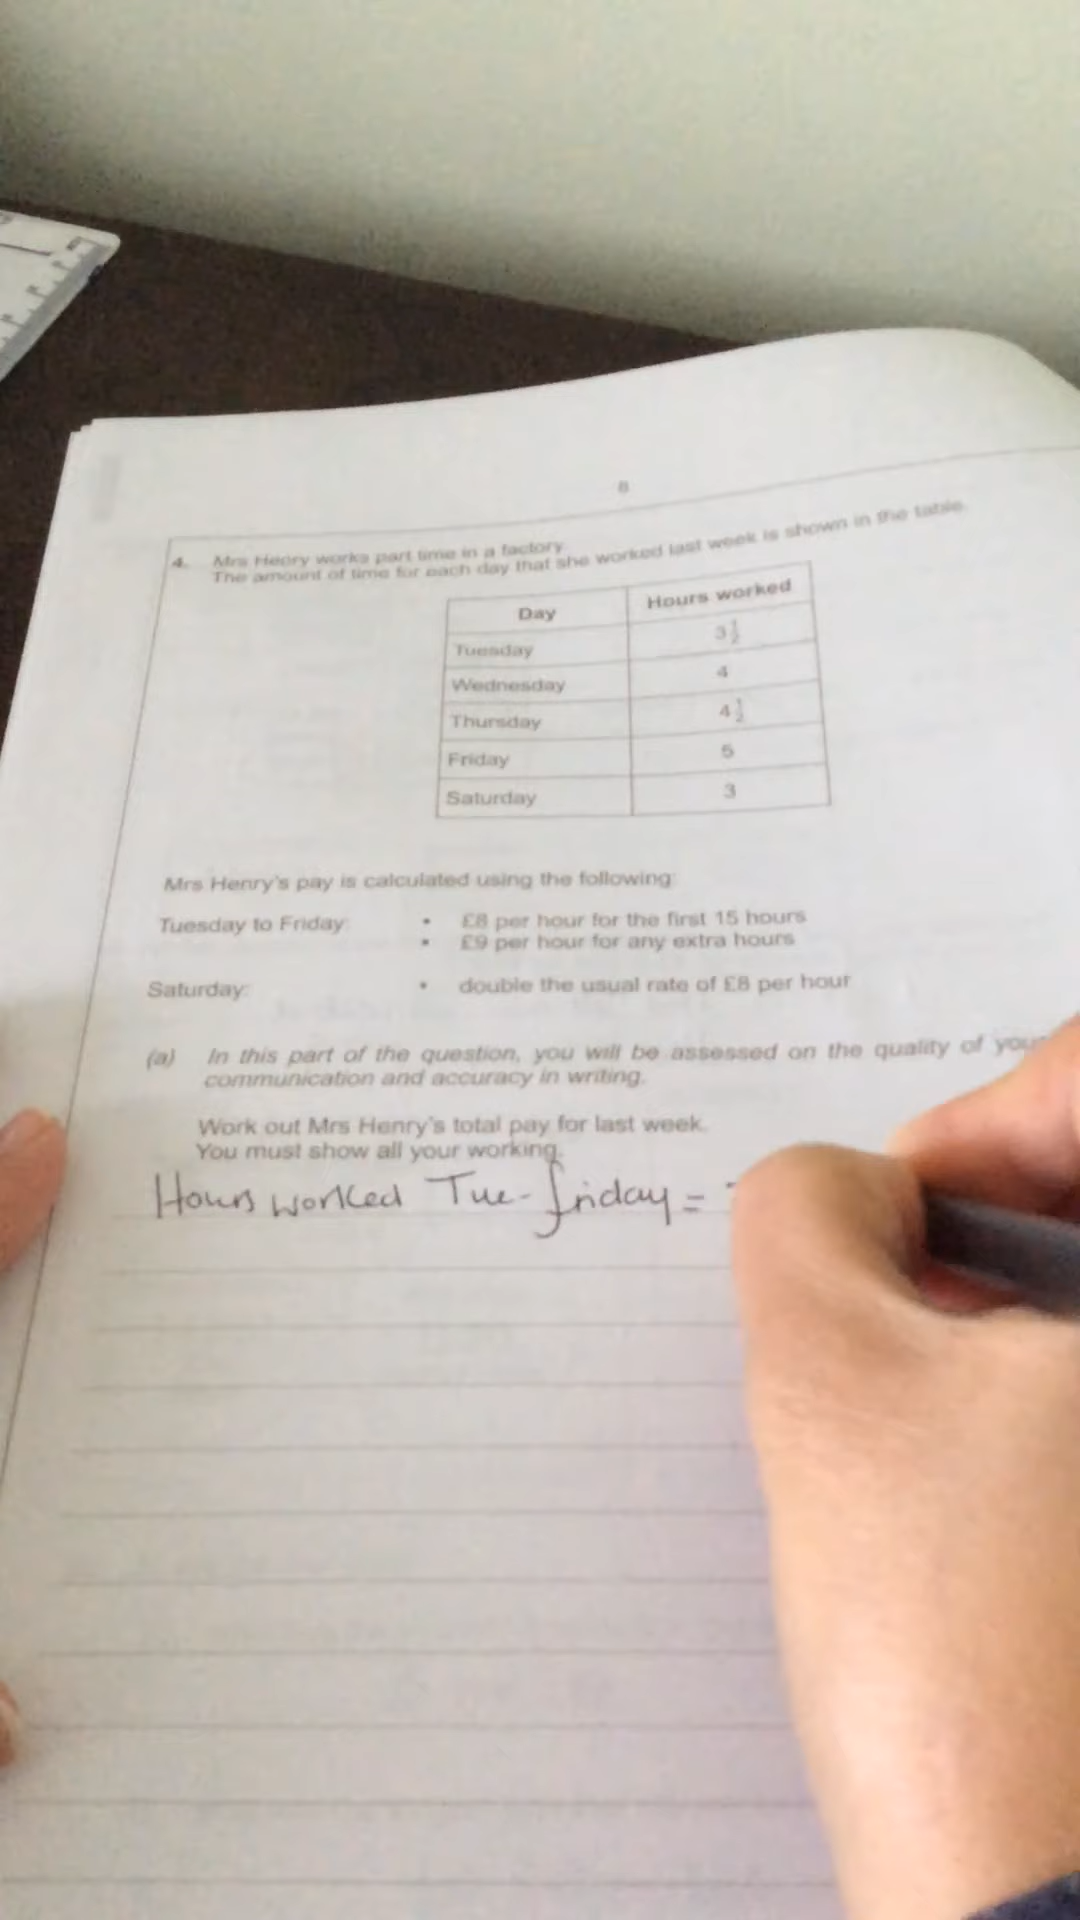 8
4. Mrs Henry works part time in a factory.
The amount of time for each day that she worked last week is shown in the table.
Day Hours worked
Tuesday 3½
Wednesday 4
Thursday 4½
Friday 5
Saturday 3
Mrs Henry's pay is calculated using the following:
Tuesday to Friday: • £8 per hour for the first 15 hours
• £9 per hour for any extra hours
Saturday: • double the usual rate of £8 per hour
(a) In this part of the question, you will be assessed on the quality of your
communication and accuracy in writing.
Work out Mrs Henry's total pay for last week.
You must show all your working.
Hours worked Tue-friday =